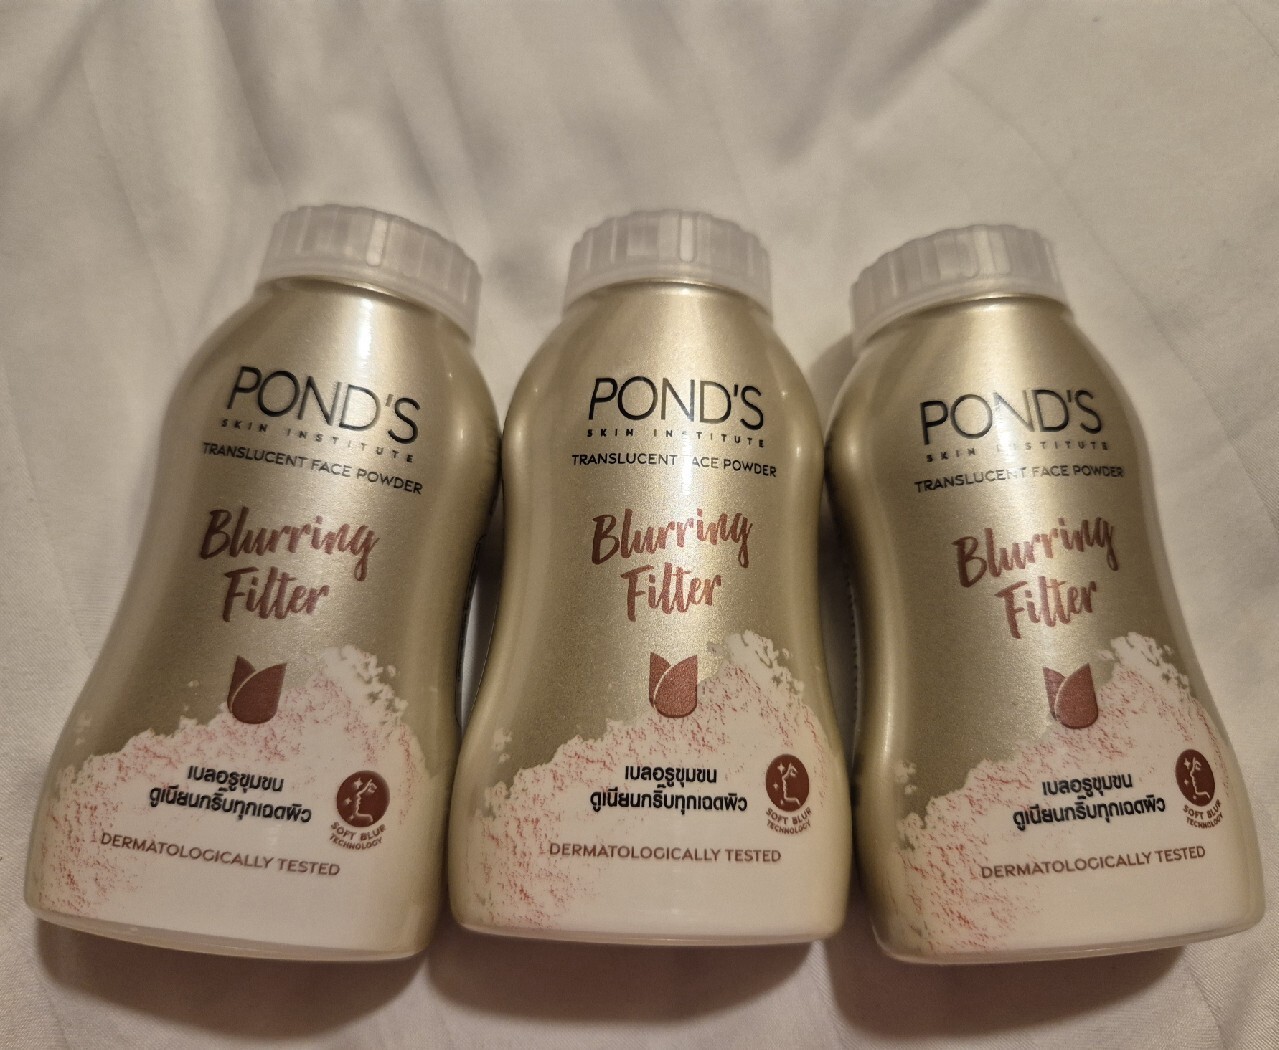 POND'S
SKIN INSTITUTE
TRANSLUCENT FACE POWDER
Blurring
Filter
เบลอรูขุมขน
ดูเนียนกริ๊บทุกเฉดผิว
SOFT BLUR
TECHNOLOGY
DERMATOLOGICALLY TESTED
POND'S
SKIN INSTITUTE
TRANSLUCENT FACE POWDER
Blurring
Filter
เบลอรูขุมขน
ดูเนียนกริ๊บทุกเฉดผิว
SOFT BLUR
TECHNOLOGY
DERMATOLOGICALLY TESTED
POND'S
SKIN INSTITUTE
TRANSLUCENT FACE POWDER
Blurring
Filter
เบลอรูขุมขน
ดูเนียนกริ๊บทุกเฉดผิว
SOFT BLUR
TECHNOLOGY
DERMATOLOGICALLY TESTED